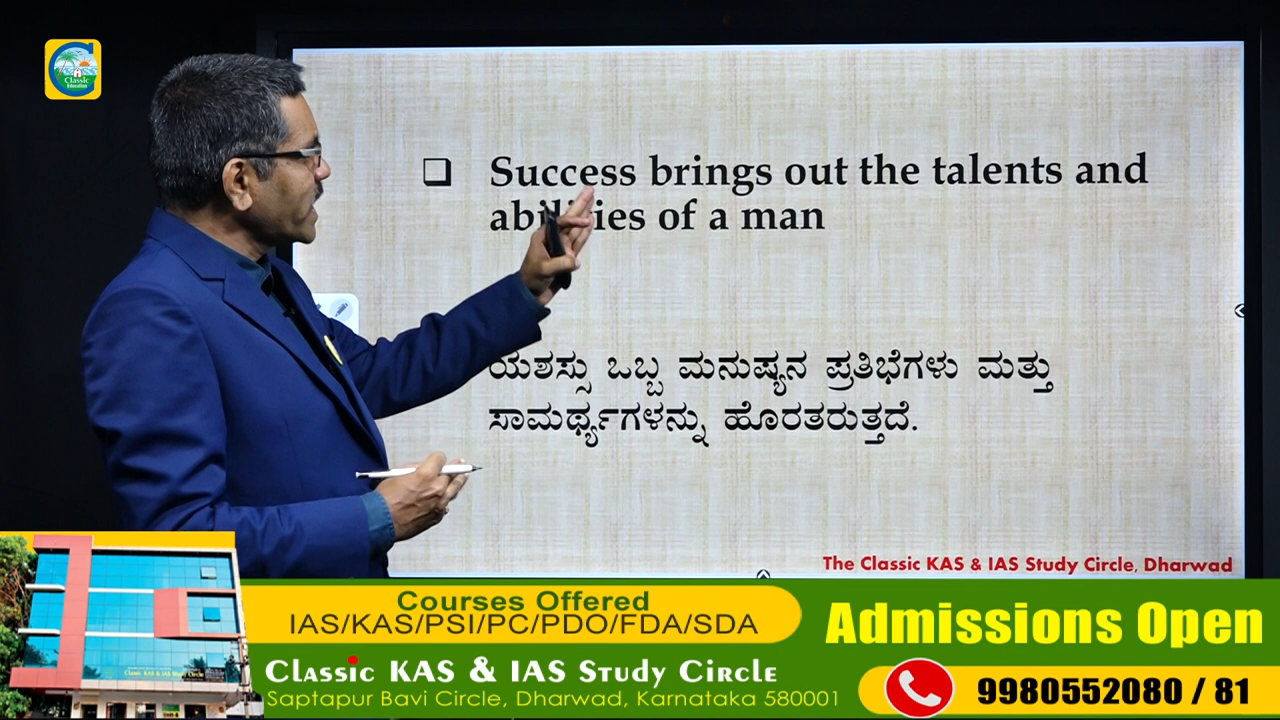 Classic
Education
Success brings out the talents and
abilities of a man
ಯಶಸ್ಸು ಒಬ್ಬ ಮನುಷ್ಯನ ಪ್ರತಿಭೆಗಳು ಮತ್ತು
ಸಾಮರ್ಥ್ಯಗಳನ್ನು ಹೊರತರುತ್ತದೆ.
The Classic KAS & IAS Study Circle, Dharwad
Courses Offered
IAS/KAS/PSI/PC/PDO/FDA/SDA
Admissions Open
Classic KAS & IAS Study Circle
Saptapur Bavi Circle, Dharwad, Karnataka 580001
9980552080 / 81